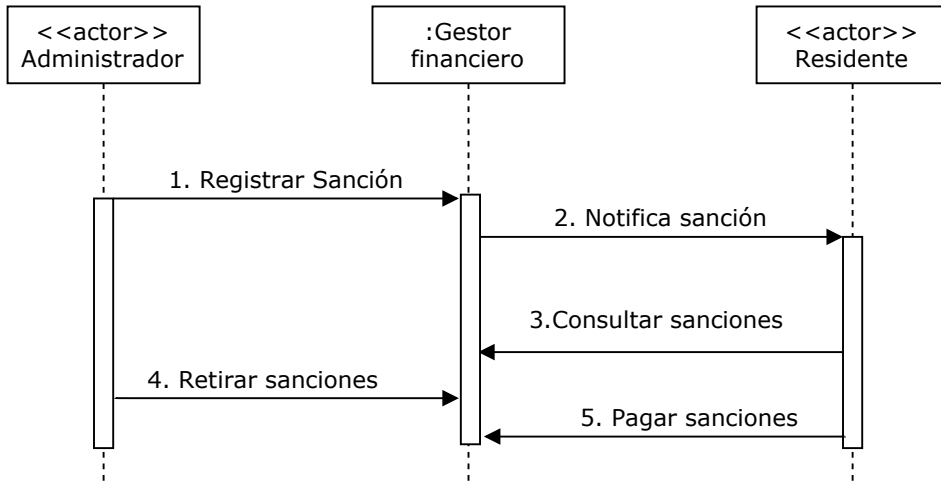 <<actor>>
Administrador
:Gestor
financiero
<<actor>>
Residente
1. Registrar Sanción
2. Notifica sanción
3.Consultar sanciones
4. Retirar sanciones
5. Pagar sanciones